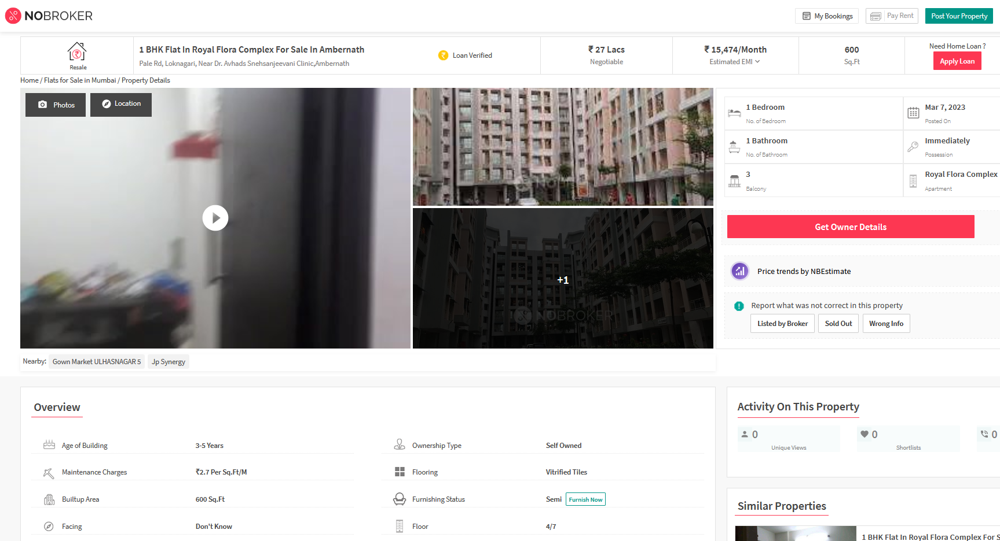 NOBROKER
My Bookings
Pay Rent
Post Your Property
Resale
1 BHK Flat In Royal Flora Complex For Sale In Ambernath
Pale Rd, Loknagari, Near Dr. Avhads Snehsanjeevani Clinic,Ambernath
Loan Verified
₹ 27 Lacs
Negotiable
₹ 15,474/Month
Estimated EMI
600
Sq.Ft
Need Home Loan ?
Apply Loan
Home / Flats for Sale in Mumbai / Property Details
Photos
Location
+1
NOBROKER
1 Bedroom
No. of Bedroom
Mar 7, 2023
Posted On
1 Bathroom
No. of Bathroom
Immediately
Possession
3
Balcony
Royal Flora Complex
Apartment
Get Owner Details
Price trends by NBEstimate
Report what was not correct in this property
Listed by Broker
Sold Out
Wrong Info
Nearby:
Gown Market ULHASNAGAR 5
Jp Synergy
Overview
Age of Building
3-5 Years
Ownership Type
Self Owned
Maintenance Charges
₹2.7 Per Sq.Ft/M
Flooring
Vitrified Tiles
Builtup Area
600 Sq.Ft
Furnishing Status
Semi
Furnish Now
Facing
Don't Know
Floor
4/7
Activity On This Property
0
Unique Views
0
Shortlists
0
Similar Properties
1 BHK Flat In Royal Flora Complex For S